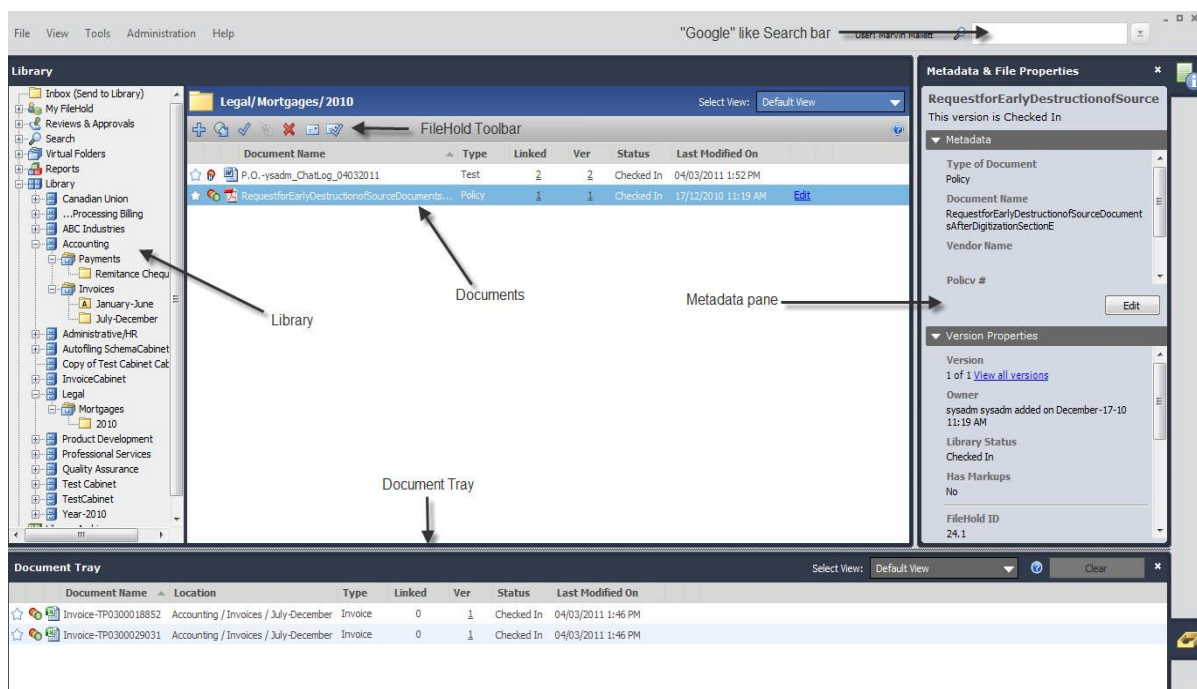 File View Tools Administration Help
"Google" like Search bar
User: Marvin Mallett
Library
Inbox (Send to Library)
My FileHold
Reviews & Approvals
Search
Virtual Folders
Reports
Library
Canadian Union
...Processing Billing
ABC Industries
Accounting
Payments
Remitance Chequ
Invoices
January-June
July-December
Administrative/HR
Autofiling SchemaCabinet
Copy of Test Cabinet Cat
InvoiceCabinet
Legal
Mortgages
2010
Product Development
Professional Services
Quality Assurance
Test Cabinet
TestCabinet
Year-2010
Library
Legal/Mortgages/2010
Select View: Default View
FileHold Toolbar
Document Name Type Linked Ver Status Last Modified On
P.O.-ysadm_ChatLog_04032011 Test 2 2 Checked In 04/03/2011 1:52 PM
RequestforEarlyDestructionofSourceDocuments... Policy 1 1 Checked In 17/12/2010 11:19 AM Edit
Documents
Metadata pane
Document Tray
Metadata & File Properties
RequestforEarlyDestructionofSource
This version is Checked In
Metadata
Type of Document
Policy
Document Name
RequestforEarlyDestructionofSourceDocument
sAfterDigitizationSectionE
Vendor Name
Policy #
Edit
Version Properties
Version
1 of 1 View all versions
Owner
sysadm sysadm added on December-17-10
11:19 AM
Library Status
Checked In
Has Markups
No
FileHold ID
24.1
Document Tray
Select View: Default View
Clear
Document Name Location Type Linked Ver Status Last Modified On
Invoice-TP0300018852 Accounting / Invoices / July-December Invoice 0 1 Checked In 04/03/2011 1:46 PM
Invoice-TP0300029031 Accounting / Invoices / July-December Invoice 0 1 Checked In 04/03/2011 1:46 PM